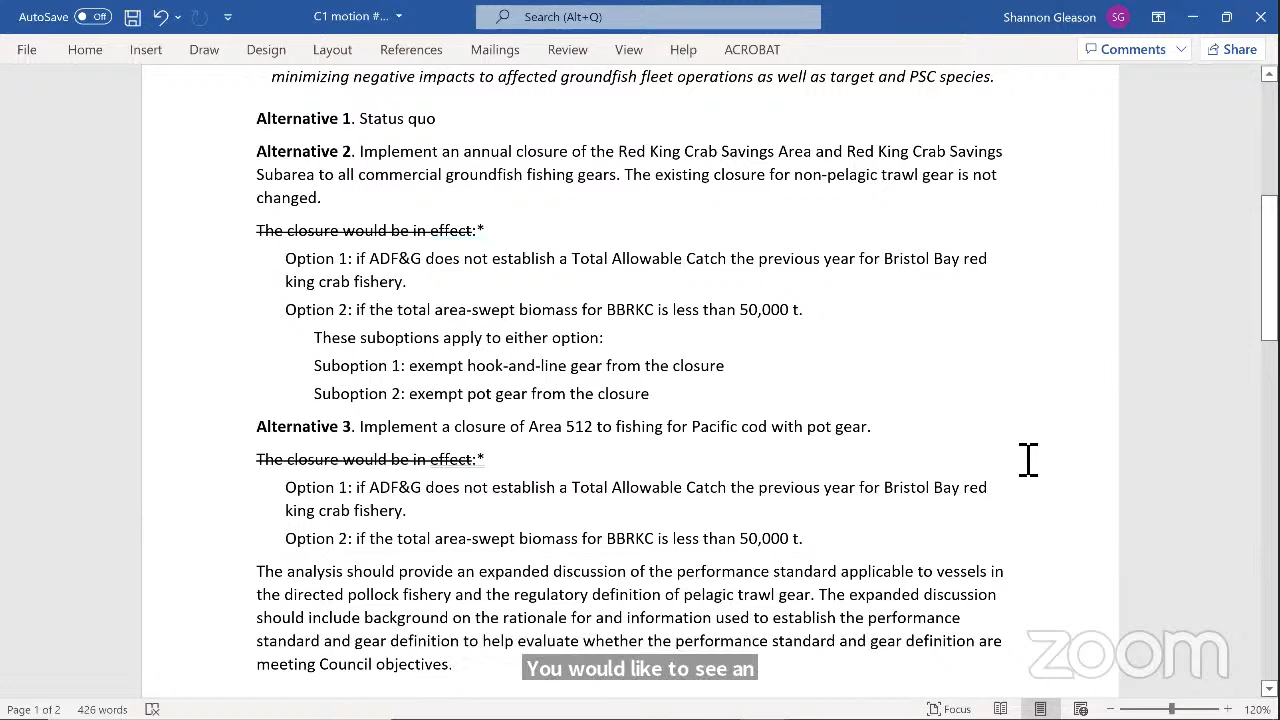 AutoSave Off C1 motion #... Search (Alt+Q) Shannon Gleason SG
File Home Insert Draw Design Layout References Mailings Review View Help ACROBAT Comments Share
minimizing negative impacts to affected groundfish fleet operations as well as target and PSC species.
Alternative 1. Status quo
Alternative 2. Implement an annual closure of the Red King Crab Savings Area and Red King Crab Savings
Subarea to all commercial groundfish fishing gears. The existing closure for non-pelagic trawl gear is not
changed.
The closure would be in effect:*
Option 1: if ADF&G does not establish a Total Allowable Catch the previous year for Bristol Bay red
king crab fishery.
Option 2: if the total area-swept biomass for BBRKC is less than 50,000 t.
These suboptions apply to either option:
Suboption 1: exempt hook-and-line gear from the closure
Suboption 2: exempt pot gear from the closure
Alternative 3. Implement a closure of Area 512 to fishing for Pacific cod with pot gear.
The closure would be in effect:*
Option 1: if ADF&G does not establish a Total Allowable Catch the previous year for Bristol Bay red
king crab fishery.
Option 2: if the total area-swept biomass for BBRKC is less than 50,000 t.
The analysis should provide an expanded discussion of the performance standard applicable to vessels in
the directed pollock fishery and the regulatory definition of pelagic trawl gear. The expanded discussion
should include background on the rationale for and information used to establish the performance
standard and gear definition to help evaluate whether the performance standard and gear definition are
meeting Council objectives.
You would like to see an
zoom
Page 1 of 2 426 words Focus 120%